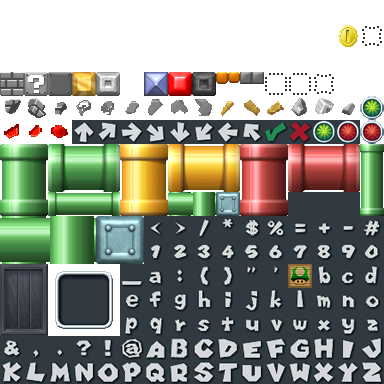 ?
< > / * $ % = + - #
1 2 3 4 5 6 7 8 9 0
_ a : ( ) " ' b c d
e f g h i j k l m n o
p q r s t u v w x y z
& , . ? ! @ A B C D E F G H I J
K L M N O P Q R S T U V W X Y Z